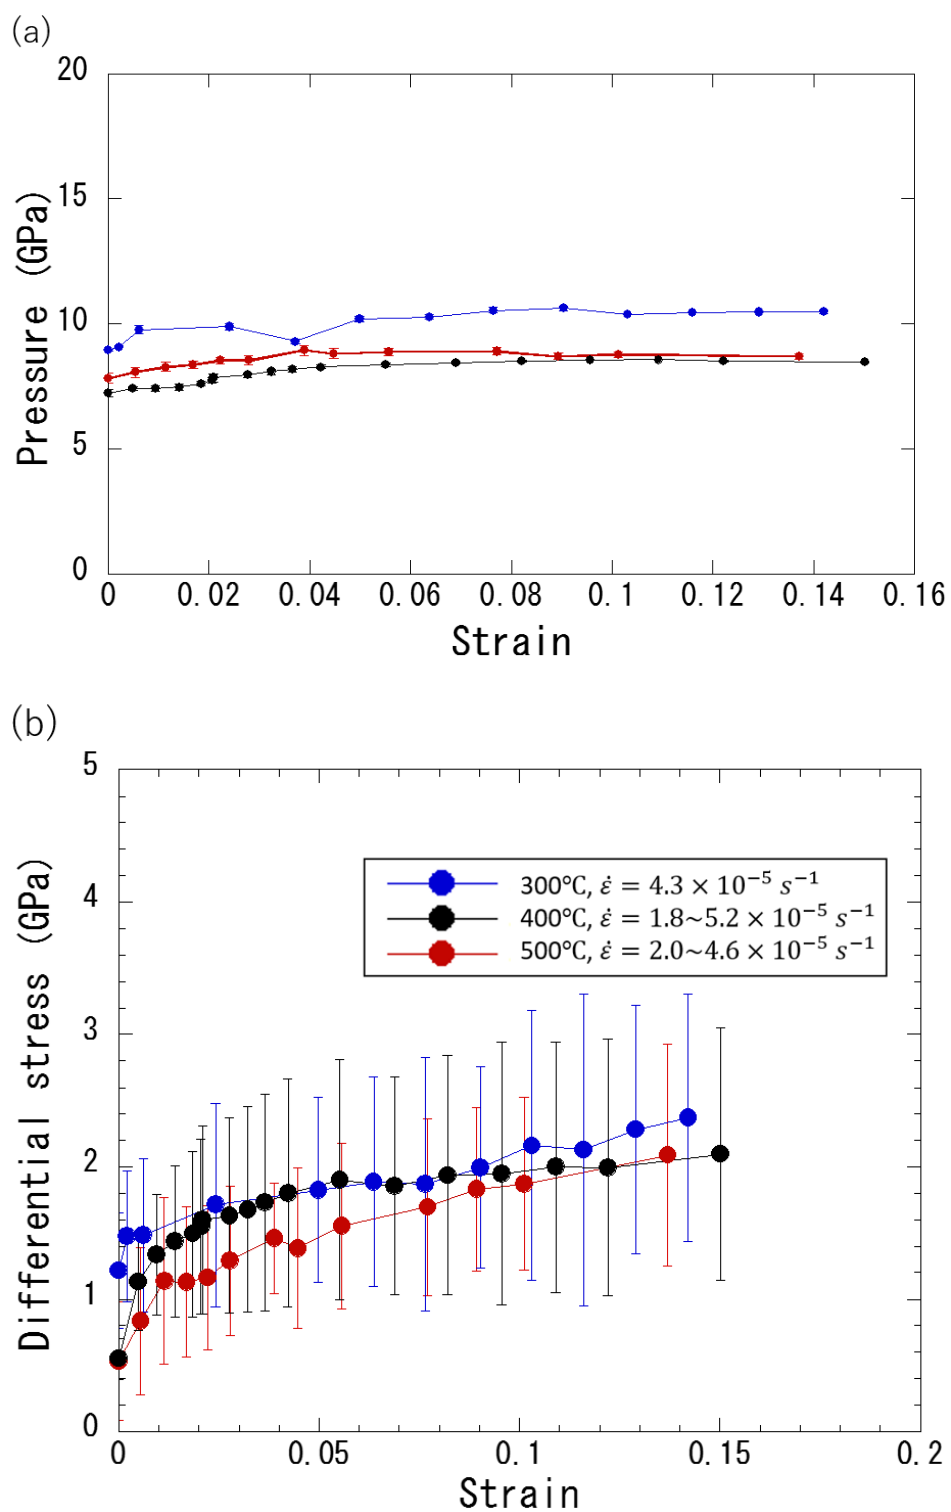 (a)
20
15
10
5
0
Pressure (GPa)
0 0.02 0.04 0.06 0.08 0.1 0.12 0.14 0.16
Strain
(b)
5
4
3
2
1
0
Differential stress (GPa)
300℃, ε̇ = 4.3 × 10⁻⁵ s⁻¹
400℃, ε̇ = 1.8~5.2 × 10⁻⁵ s⁻¹
500℃, ε̇ = 2.0~4.6 × 10⁻⁵ s⁻¹
0 0.05 0.1 0.15 0.2
Strain